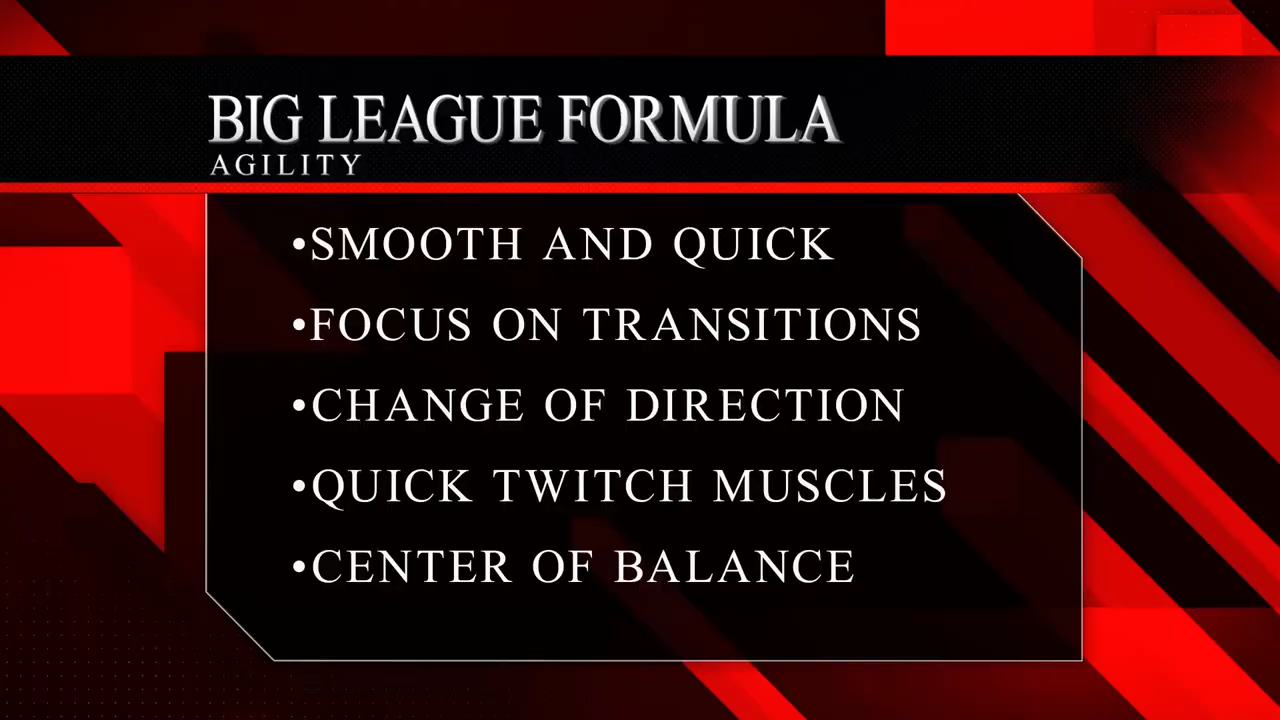 BIG LEAGUE FORMULA
AGILITY
•SMOOTH AND QUICK
•FOCUS ON TRANSITIONS
•CHANGE OF DIRECTION
•QUICK TWITCH MUSCLES
•CENTER OF BALANCE